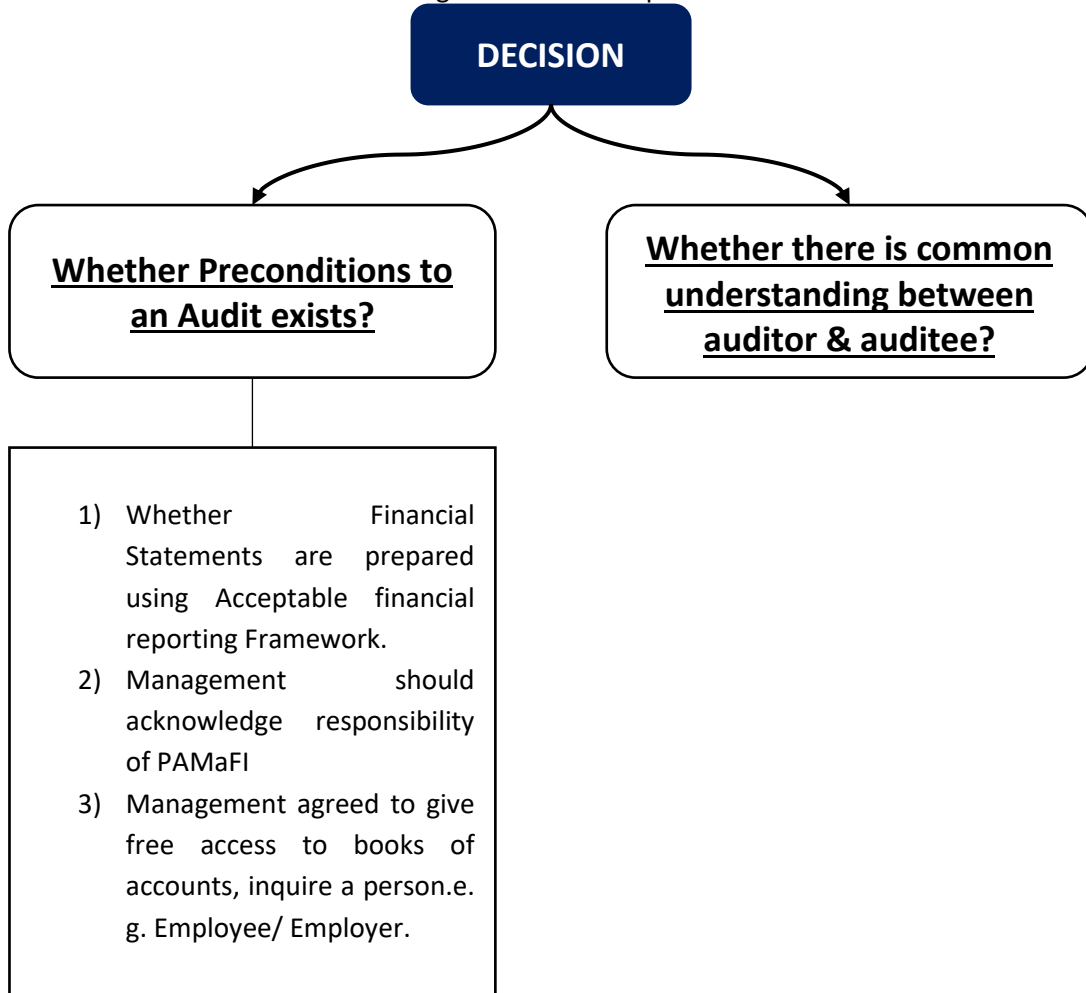 DECISION
Whether Preconditions to
an Audit exists?
Whether there is common
understanding between
auditor & auditee?
1) Whether Financial
Statements are prepared
using Acceptable financial
reporting Framework.
2) Management should
acknowledge responsibility
of PAMaFI
3) Management agreed to give
free access to books of
accounts, inquire a person.e.
g. Employee/ Employer.